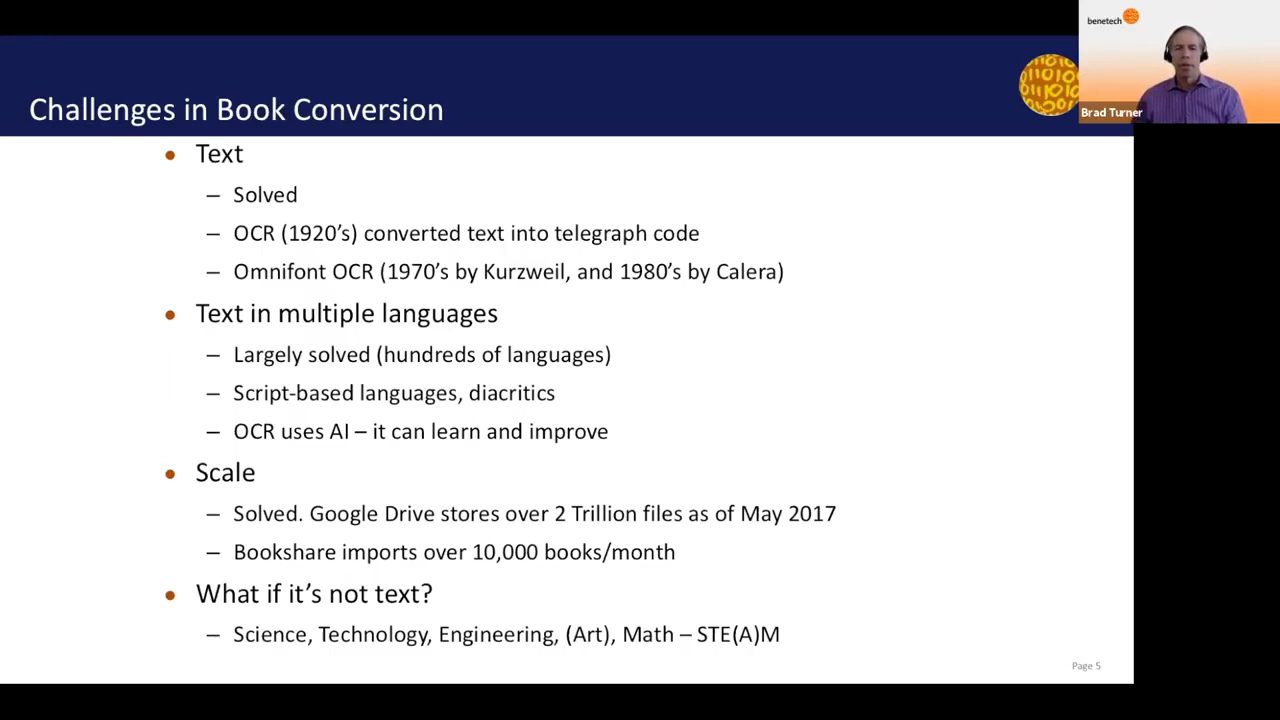 benetech
Brad Turner
Challenges in Book Conversion
• Text
– Solved
– OCR (1920’s) converted text into telegraph code
– Omnifont OCR (1970’s by Kurzweil, and 1980’s by Calera)
• Text in multiple languages
– Largely solved (hundreds of languages)
– Script-based languages, diacritics
– OCR uses AI – it can learn and improve
• Scale
– Solved. Google Drive stores over 2 Trillion files as of May 2017
– Bookshare imports over 10,000 books/month
• What if it’s not text?
– Science, Technology, Engineering, (Art), Math – STE(A)M
Page 5